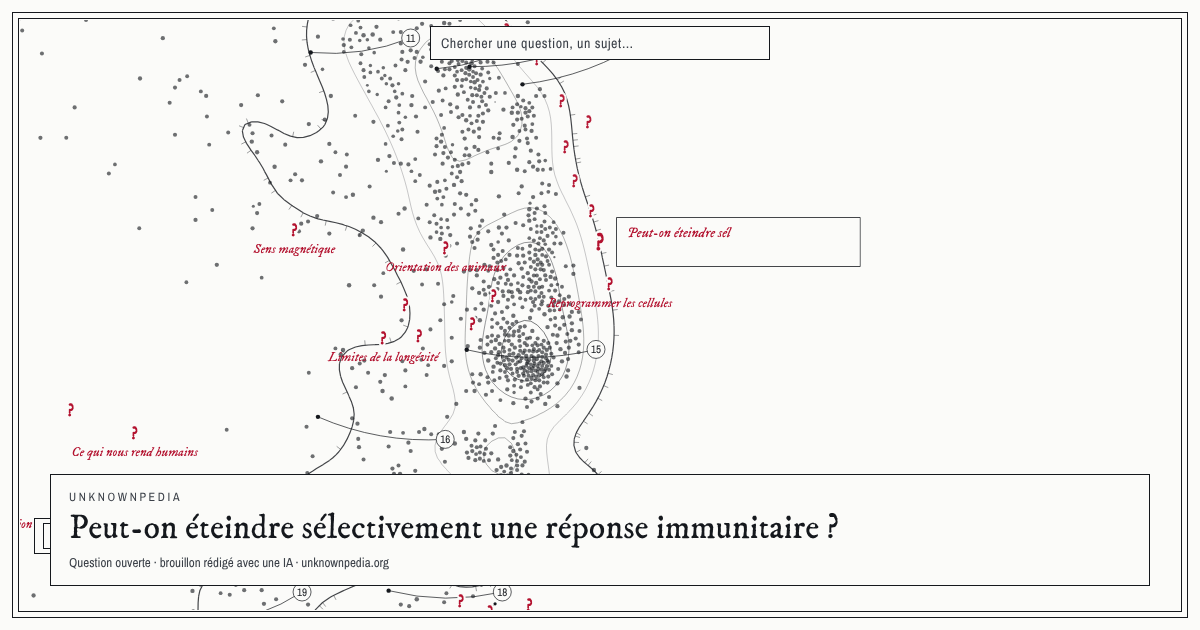 11
Chercher une question, un sujet...
?
?
?
?
?
?
Peut-on éteindre sél
?
?
Sens magnétique
?
Orientation des animaux
?
?
Reprogrammer les cellules
?
?
?
?
Limites de la longévité
15
?
16
?
Ce qui nous rend humains
UNKNOWNPEDIA
ion
Peut-on éteindre sélectivement une réponse immunitaire ?
Question ouverte · brouillon rédigé avec une IA · unknownpedia.org
19
18
?
?